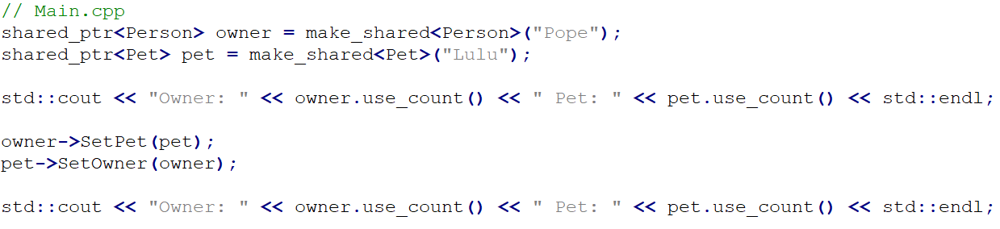 // Main.cpp
shared_ptr<Person> owner = make_shared<Person>("Pope");
shared_ptr<Pet> pet = make_shared<Pet>("Lulu");
std::cout << "Owner: " << owner.use_count() << " Pet: " << pet.use_count() << std::endl;
owner->SetPet(pet);
pet->SetOwner(owner);
std::cout << "Owner: " << owner.use_count() << " Pet: " << pet.use_count() << std::endl;